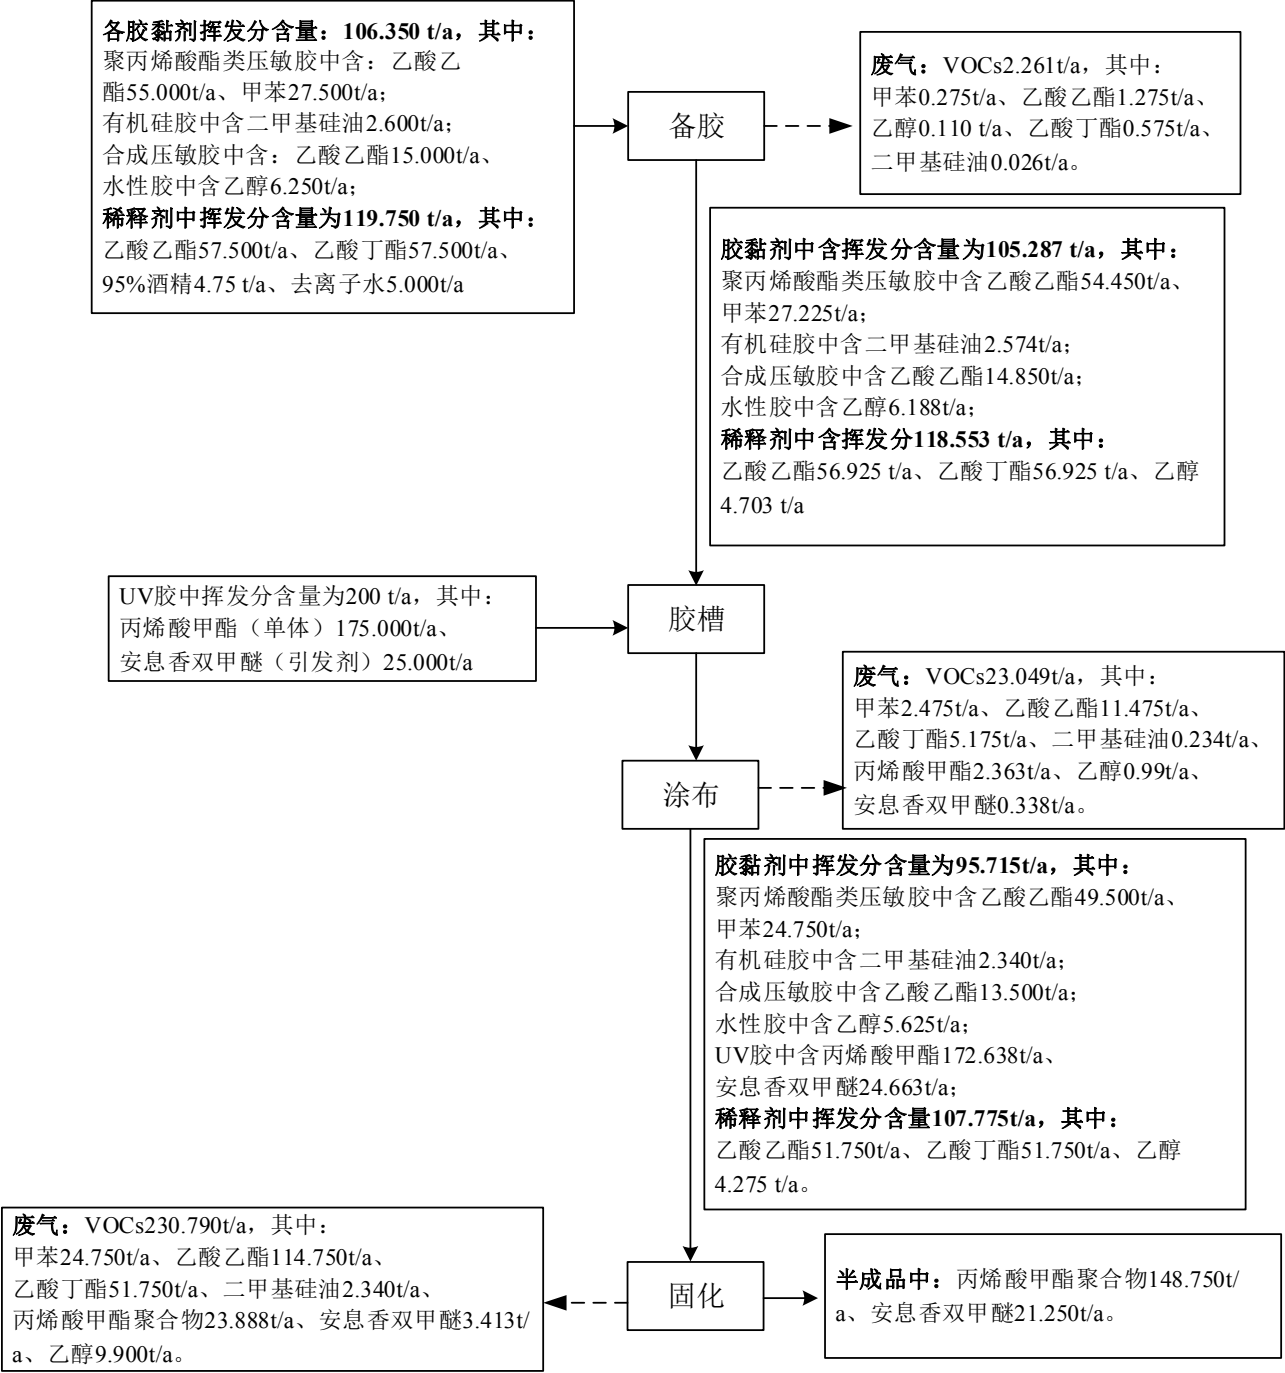 各胶黏剂挥发分含量：106.350 t/a，其中：
聚丙烯酸酯类压敏胶中含：乙酸乙
酯55.000t/a、甲苯27.500t/a；
有机硅胶中含二甲基硅油2.600t/a；
合成压敏胶中含：乙酸乙酯15.000t/a、
水性胶中含乙醇6.250t/a；
稀释剂中挥发分含量为119.750 t/a，其中：
乙酸乙酯57.500t/a、乙酸丁酯57.500t/a、
95%酒精4.75 t/a、去离子水5.000t/a
备胶
废气：VOCs2.261t/a，其中：
甲苯0.275t/a、乙酸乙酯1.275t/a、
乙醇0.110 t/a、乙酸丁酯0.575t/a、
二甲基硅油0.026t/a。
胶黏剂中含挥发分含量为105.287 t/a，其中：
聚丙烯酸酯类压敏胶中含乙酸乙酯54.450t/a、
甲苯27.225t/a；
有机硅胶中含二甲基硅油2.574t/a；
合成压敏胶中含乙酸乙酯14.850t/a；
水性胶中含乙醇6.188t/a；
稀释剂中含挥发分118.553 t/a，其中：
乙酸乙酯56.925 t/a、乙酸丁酯56.925 t/a、乙醇
4.703 t/a
UV胶中挥发分含量为200 t/a，其中：
丙烯酸甲酯（单体）175.000t/a、
安息香双甲醚（引发剂）25.000t/a
胶槽
废气：VOCs23.049t/a，其中：
甲苯2.475t/a、乙酸乙酯11.475t/a、
乙酸丁酯5.175t/a、二甲基硅油0.234t/a、
丙烯酸甲酯2.363t/a、乙醇0.99t/a、
安息香双甲醚0.338t/a。
涂布
胶黏剂中挥发分含量为95.715t/a，其中：
聚丙烯酸酯类压敏胶中含乙酸乙酯49.500t/a、
甲苯24.750t/a；
有机硅胶中含二甲基硅油2.340t/a；
合成压敏胶中含乙酸乙酯13.500t/a；
水性胶中含乙醇5.625t/a；
UV胶中含丙烯酸甲酯172.638t/a、
安息香双甲醚24.663t/a；
稀释剂中挥发分含量107.775t/a，其中：
乙酸乙酯51.750t/a、乙酸丁酯51.750t/a、乙醇
4.275 t/a。
废气：VOCs230.790t/a，其中：
甲苯24.750t/a、乙酸乙酯114.750t/a、
乙酸丁酯51.750t/a、二甲基硅油2.340t/a、
丙烯酸甲酯聚合物23.888t/a、安息香双甲醚3.413t/
a、乙醇9.900t/a。
固化
半成品中：丙烯酸甲酯聚合物148.750t/
a、安息香双甲醚21.250t/a。